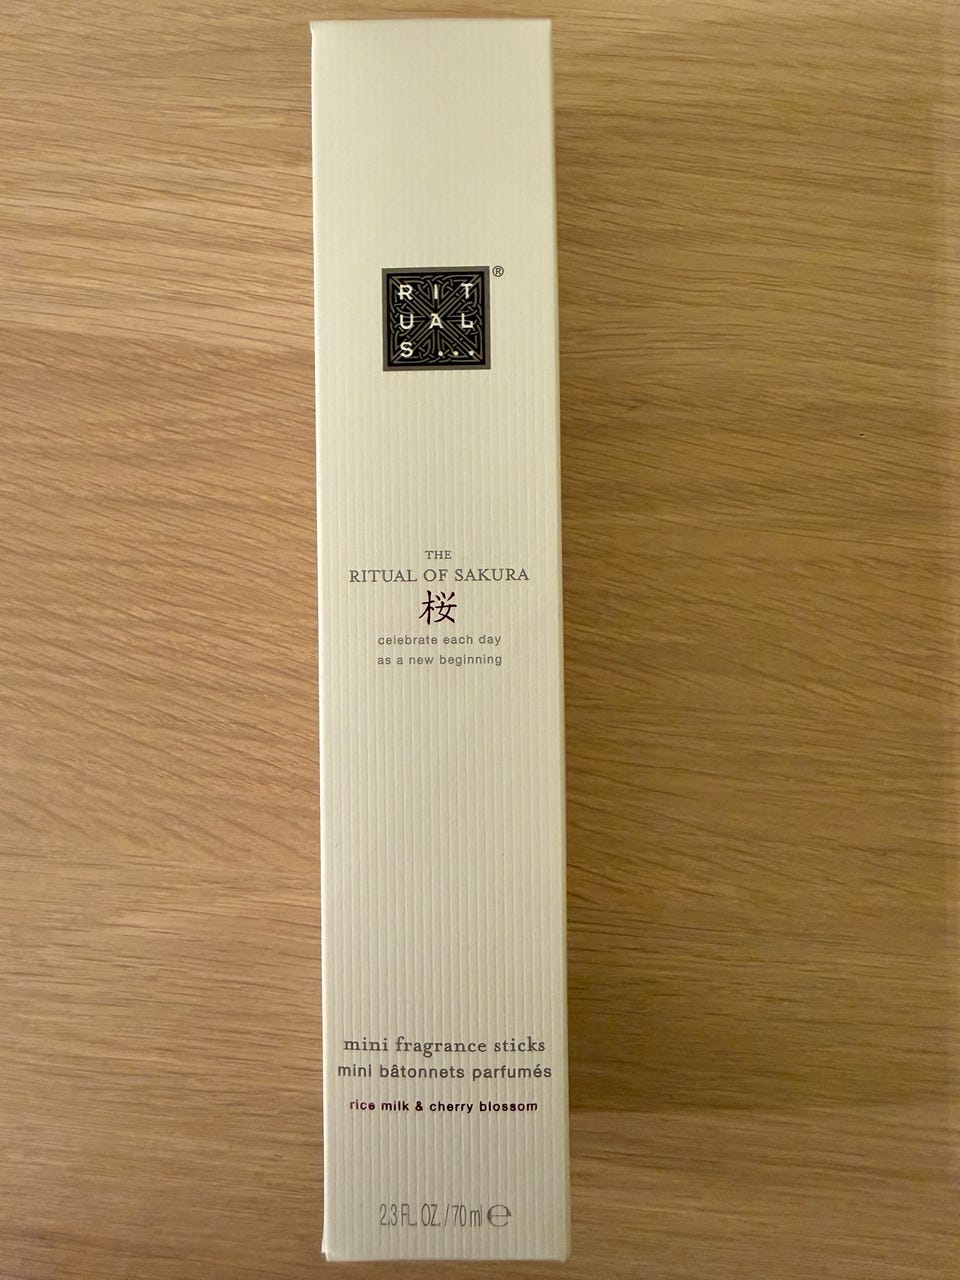 RIT
UAL
S...®
THE
RITUAL OF SAKURA
桜
celebrate each day
as a new beginning
mini fragrance sticks
mini bâtonnets parfumés
rice milk & cherry blossom
2.3 FL. OZ. / 70 ml ℮